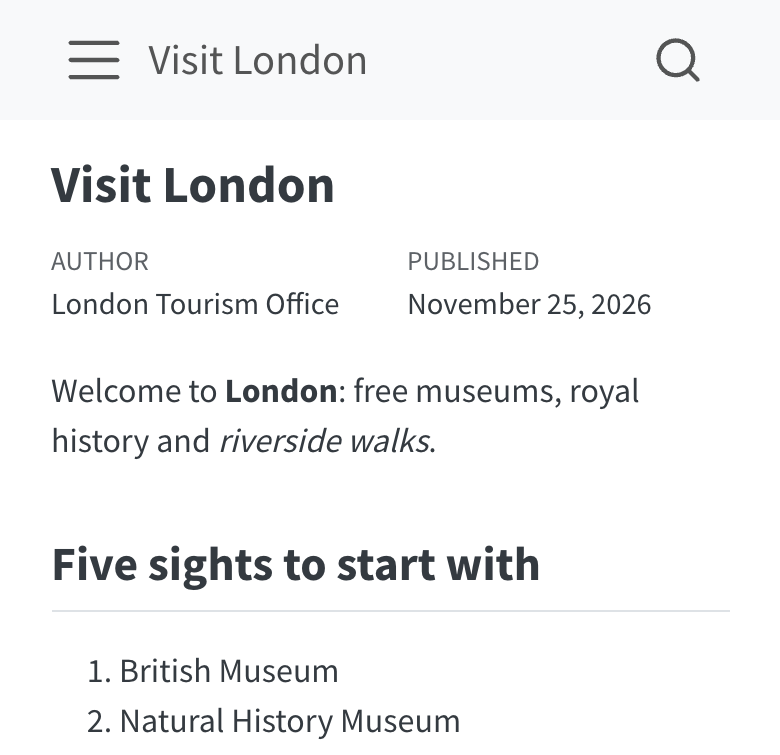 Visit London
Visit London
AUTHOR
PUBLISHED
London Tourism Office
November 25, 2026
Welcome to London: free museums, royal
history and riverside walks.
Five sights to start with
1. British Museum
2. Natural History Museum